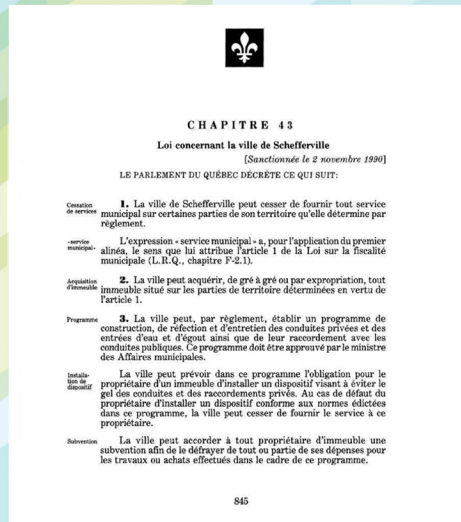 CHAPITRE 43
Loi concernant la ville de Schefferville
[Sanctionnée le 2 novembre 1990]
LE PARLEMENT DU QUÉBEC DÉCRÈTE CE QUI SUIT:
Cessation de services
1. La ville de Schefferville peut cesser de fournir tout service
municipal sur certaines parties de son territoire qu'elle détermine par
règlement.
«service municipal»
L'expression «service municipal» a, pour l'application du premier
alinéa, le sens que lui attribue l'article 1 de la Loi sur la fiscalité
municipale (L.R.Q., chapitre F-2.1).
Acquisition d'immeuble
2. La ville peut acquérir, de gré à gré ou par expropriation, tout
immeuble situé sur les parties de territoire déterminées en vertu de
l'article 1.
Programme
3. La ville peut, par règlement, établir un programme de
construction, de réfection et d'entretien des conduites privées et des
entrées d'eau et d'égout ainsi que de leur raccordement avec les
conduites publiques. Ce programme doit être approuvé par le ministre
des Affaires municipales.
Installation de dispositif
La ville peut prévoir dans ce programme l'obligation pour le
propriétaire d'un immeuble d'installer un dispositif visant à éviter le
gel des conduites et des raccordements privés. Au cas de défaut du
propriétaire d'installer un dispositif conforme aux normes édictées
dans ce programme, la ville peut cesser de fournir le service à ce
propriétaire.
Subvention
La ville peut accorder à tout propriétaire d'immeuble une
subvention afin de le défrayer de tout ou partie de ses dépenses pour
les travaux ou achats effectués dans le cadre de ce programme.
845